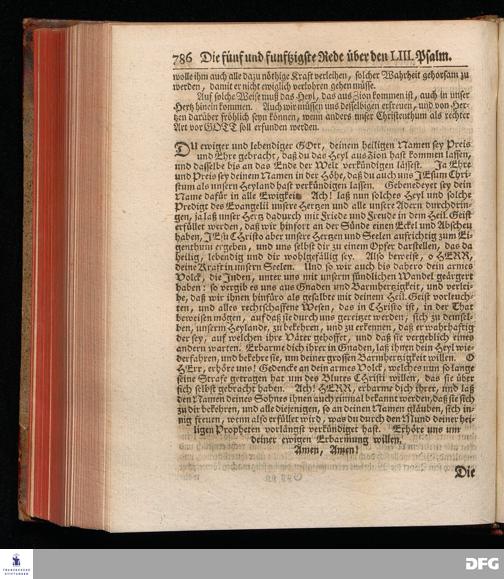 786 Die fünf und funftzigste Rede über den LIII. Psalm.
wolle ihm auch alle dazu nöthige Kraft verleihen, solcher Wahrheit gehorsam zu
werden, damit er nicht ewiglich verlohren gehen müsse.
Auf solche Weise muß das Heyl, das aus Zion kommen ist, auch in unser
Hertz hinein kommen. Auch wir müssen uns desselbigen erfreuen, und von Her-
tzen darüber frölich seyn können, wenn anders unser Christenthum als rechter
Art vor GOTT soll erfunden werden.
DU ewiger und lebendiger GOtt, deinem heiligen Namen sey Preis
und Ehre gebracht, daß du das Heyl aus Zion hast kommen lassen,
und dasselbe bis an das Ende der Welt verkündigen lässest. Ja Ehre
und Preis sey deinem Namen in der Höhe, daß du auch uns JEsum Chri-
stum als unsern Heyland hast verkündigen lassen. Gebenedeyet sey dein
Name dafür in alle Ewigkeit. Ach! laß nun solches Heyl und solche
Predigt des Evangelii unsere Hertzen und alle unsere Adern durchdrin-
gen, ja laß unser Hertz dadurch mit Friede und Freude in dem Heil. Geist
erfüllet werden, daß wir hinfort an der Sünde einen Eckel und Abscheu
haben, JEsu Christo aber unsere Hertzen und Seelen aufrichtig zum Ei-
genthum ergeben, und uns selbst dir zu einem Opfer darstellen, das da
heilig, lebendig und dir wohlgefällig sey. Also beweise, o HERR,
deine Kraft in unsern Seelen. Und so wir auch bis dahero dein armes
Volck, die Juden, unter uns mit unserm sündlichen Wandel geärgert
haben: so vergib es uns aus Gnaden und Barmhertzigkeit, und verlei-
he, daß wir ihnen hinfüro als gesalbte mit deinem Heil. Geist vorleuch-
ten, und alles rechtschaffene Wesen, das in CHristo ist, in der That
beweisen mögen, auf daß sie durch uns gereitzet werden, sich zu demsel-
ben, unserm Heylande, zu bekehren, und zu erkennen, daß er wahrhaftig
der sey, auf welchen ihre Väter gehoffet, und daß sie vergeblich eines
andern warten. Erbarme dich ihrer in Gnaden, laß ihnen dein Heyl wie-
derfahren, und bekehre sie, um deiner grossen Barmhertzigkeit willen. O
HErr, erhöre uns! Gedencke an dein armes Volck, welches nun so lange
seine Strafe getragen hat um des Blutes CHristi willen, das sie über
sich selbst gebracht haben. Ach! HERR, erbarme dich ihrer, und laß
den Namen deines Sohnes ihnen auch einmal bekannt werden, daß sie sich
zu dir bekehren, und alle diejenigen, so an deinen Namen gläuben, sich in-
nig freuen, wenn also erfüllet wird, was du durch den Mund deiner hei-
ligen Propheten vorlängst verkündiget hast. Erhöre uns um
deiner ewigen Erbarmung willen,
Amen, Amen!
Die
FRANCKESCHE
STIFTUNGEN
DFG